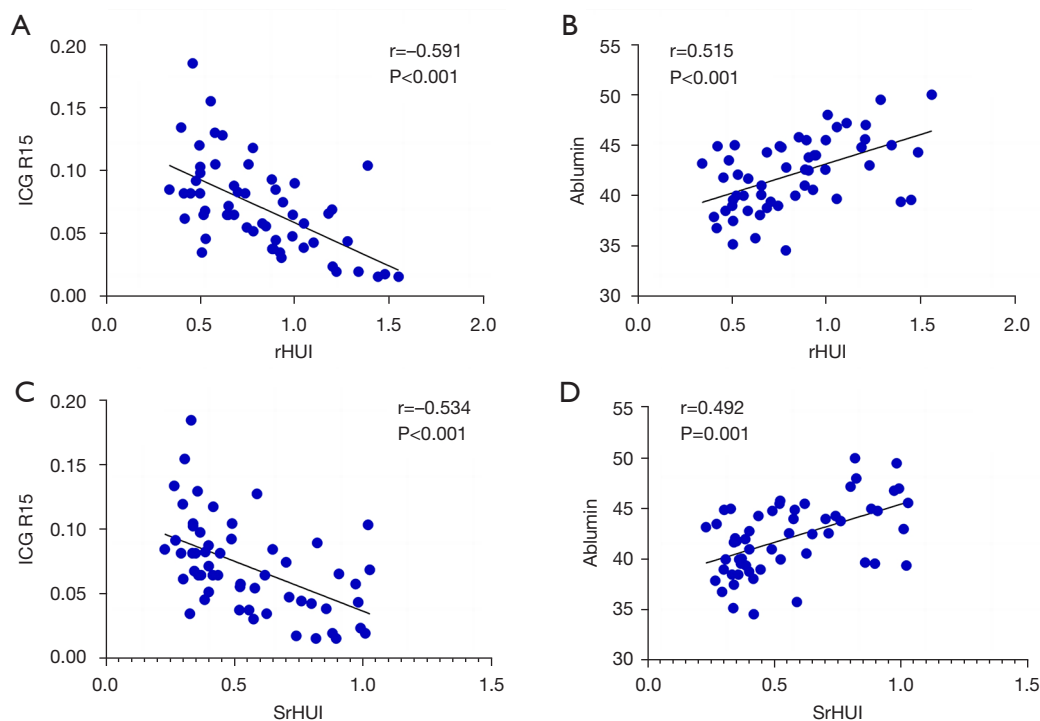 A
r=−0.591
P<0.001
ICG R15
0.20
0.15
0.10
0.05
0.00
0.0 0.5 1.0 1.5 2.0
rHUI
B
r=0.515
P<0.001
Ablumin
55
50
45
40
35
30
0.0 0.5 1.0 1.5 2.0
rHUI
C
r=−0.534
P<0.001
ICG R15
0.20
0.15
0.10
0.05
0.00
0.0 0.5 1.0 1.5
SrHUI
D
r=0.492
P=0.001
Ablumin
55
50
45
40
35
30
0.0 0.5 1.0 1.5
SrHUI